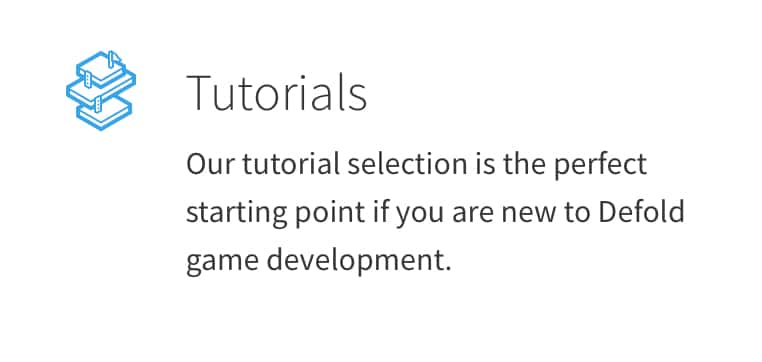 Tutorials
Our tutorial selection is the perfect
starting point if you are new to Defold
game development.